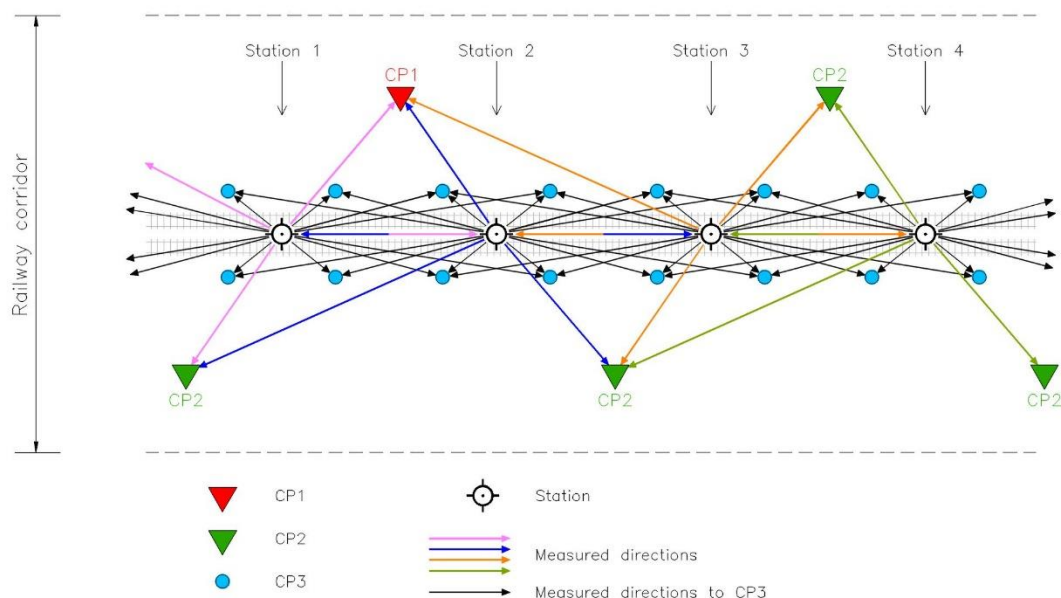 Station 1
Station 2
Station 3
Station 4
CP1
CP2
Railway corridor
CP2
CP2
CP2
CP1
Station
CP2
Measured directions
CP3
Measured directions to CP3